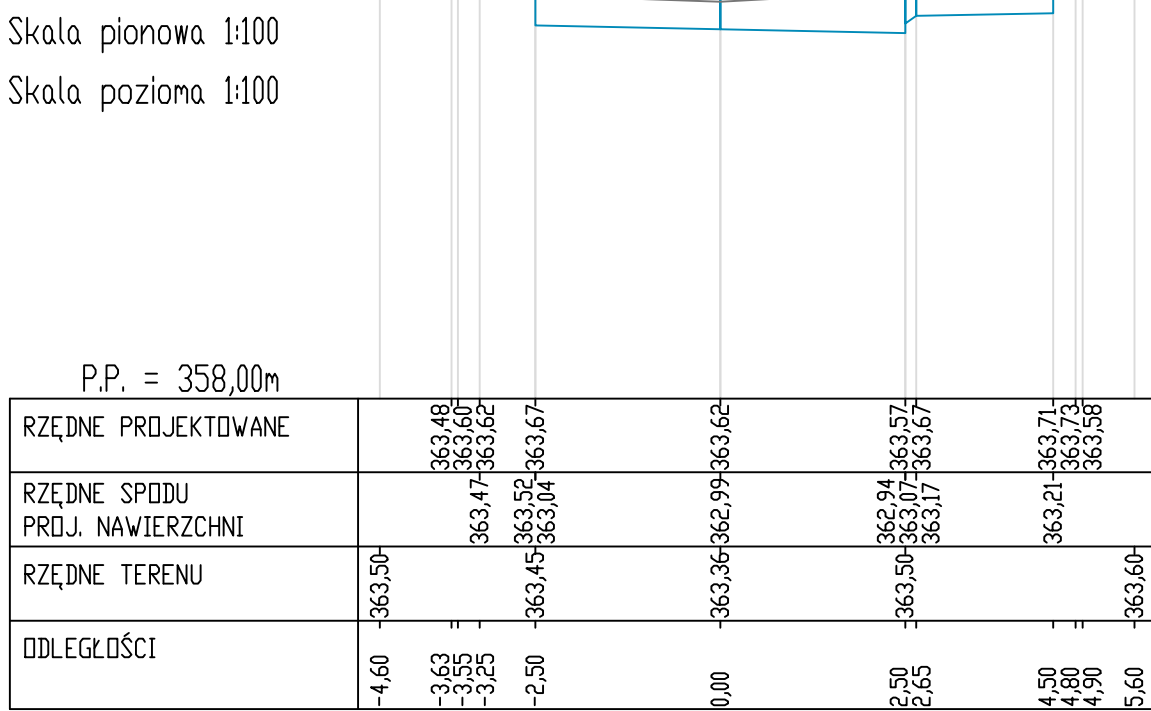 Skala pionowa 1:100
Skala pozioma 1:100
P.P. = 358,00m
RZĘDNE PROJEKTOWANE 363,48 363,60 363,62 363,67 363,62 363,57 363,67 363,71 363,73 363,58
RZĘDNE SPODU
PROJ. NAWIERZCHNI 363,47 363,52 363,04 362,99 362,94 363,07 363,17 363,21
RZĘDNE TERENU 363,50 363,45 363,36 363,50 363,60
ODLEGŁOŚCI -4,60 -3,63 -3,55 -3,25 -2,50 0,00 2,50 2,65 4,50 4,80 4,90 5,60